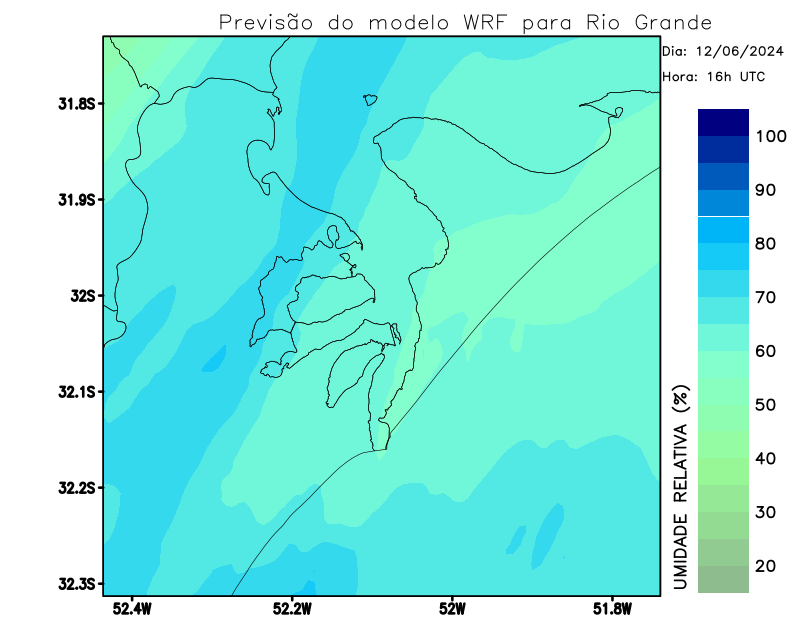 Previsão do modelo WRF para Rio Grande
Dia: 12/06/2024
Hora: 16h UTC
31.8S
31.9S
32S
32.1S
32.2S
32.3S
52.4W
52.2W
52W
51.8W
100
90
80
70
60
50
40
30
20
UMIDADE RELATIVA (%)